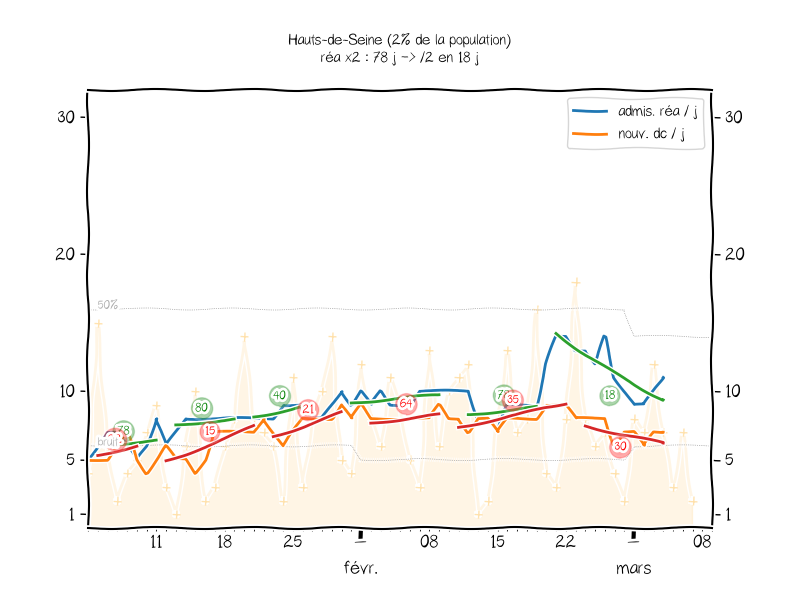 Hauts-de-Seine (2% de la population)
réa x2 : 78 j -> /2 en 18 j
admis. réa / j
nouv. dc / j
30 30
20 20
50%
10 10
40
18
80
64
35
21
15
78
bruit
30
5 5
1 1
11 18 25 08 15 22 08
févr. mars